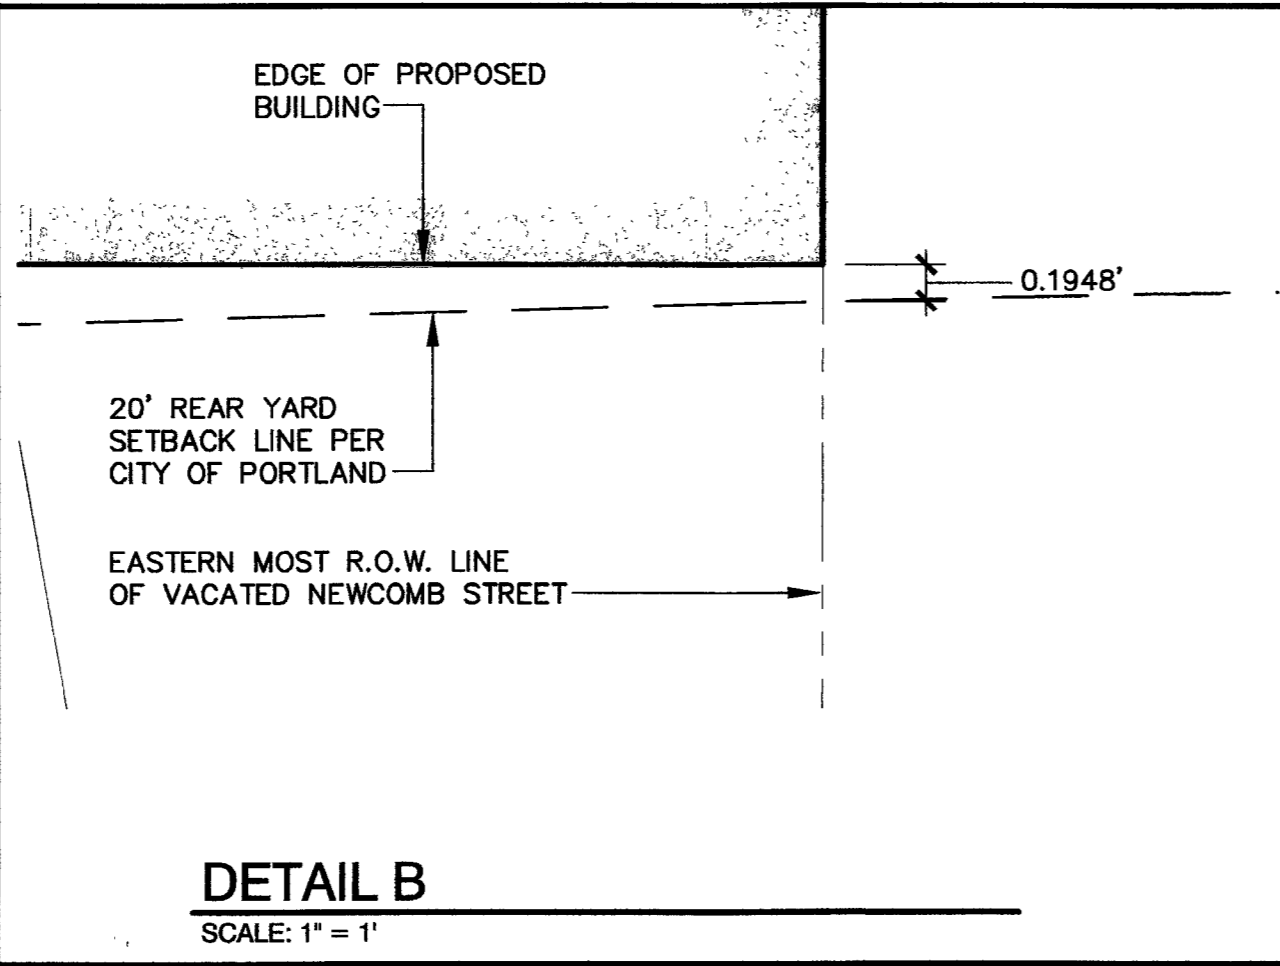 EDGE OF PROPOSED
BUILDING
0.1948'
20' REAR YARD
SETBACK LINE PER
CITY OF PORTLAND
EASTERN MOST R.O.W. LINE
OF VACATED NEWCOMB STREET
DETAIL B
SCALE: 1" = 1'